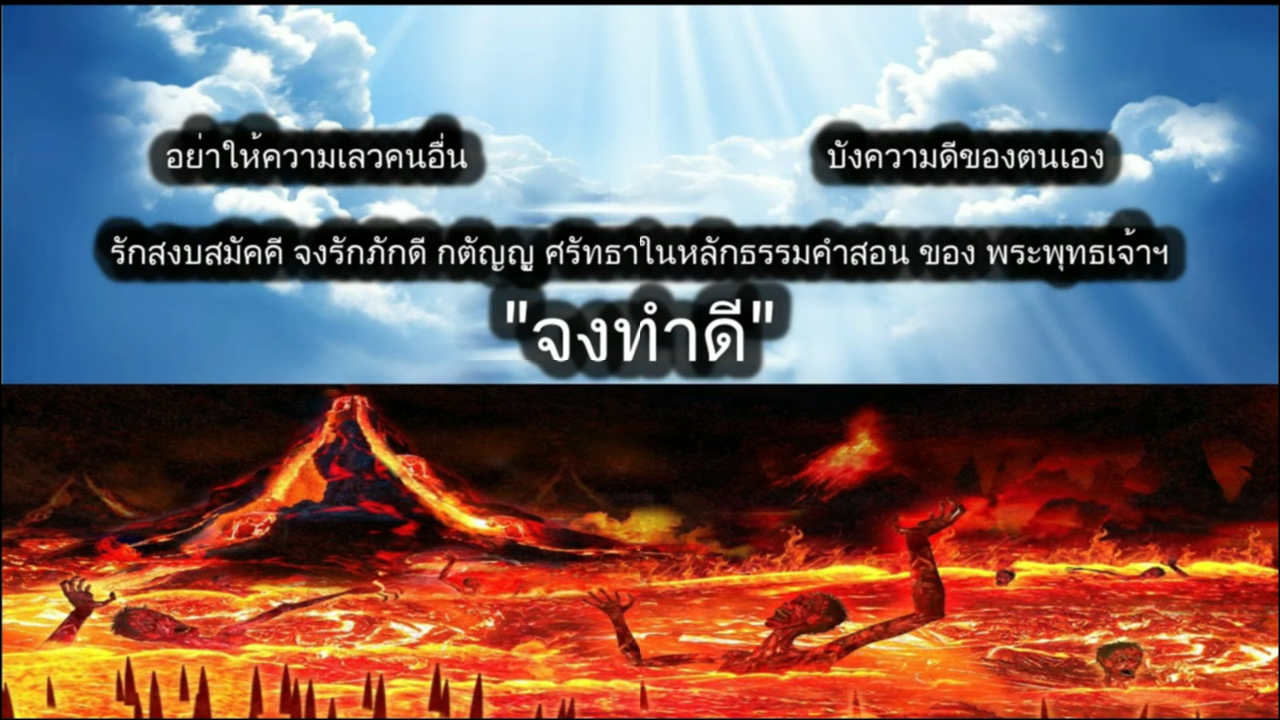 อย่าให้ความเลวคนอื่น บังความดีของตนเอง
รักสงบสมัคคี จงรักภักดี กตัญญู ศรัทธาในหลักธรรมคำสอน ของ พระพุทธเจ้าฯ
"จงทำดี"